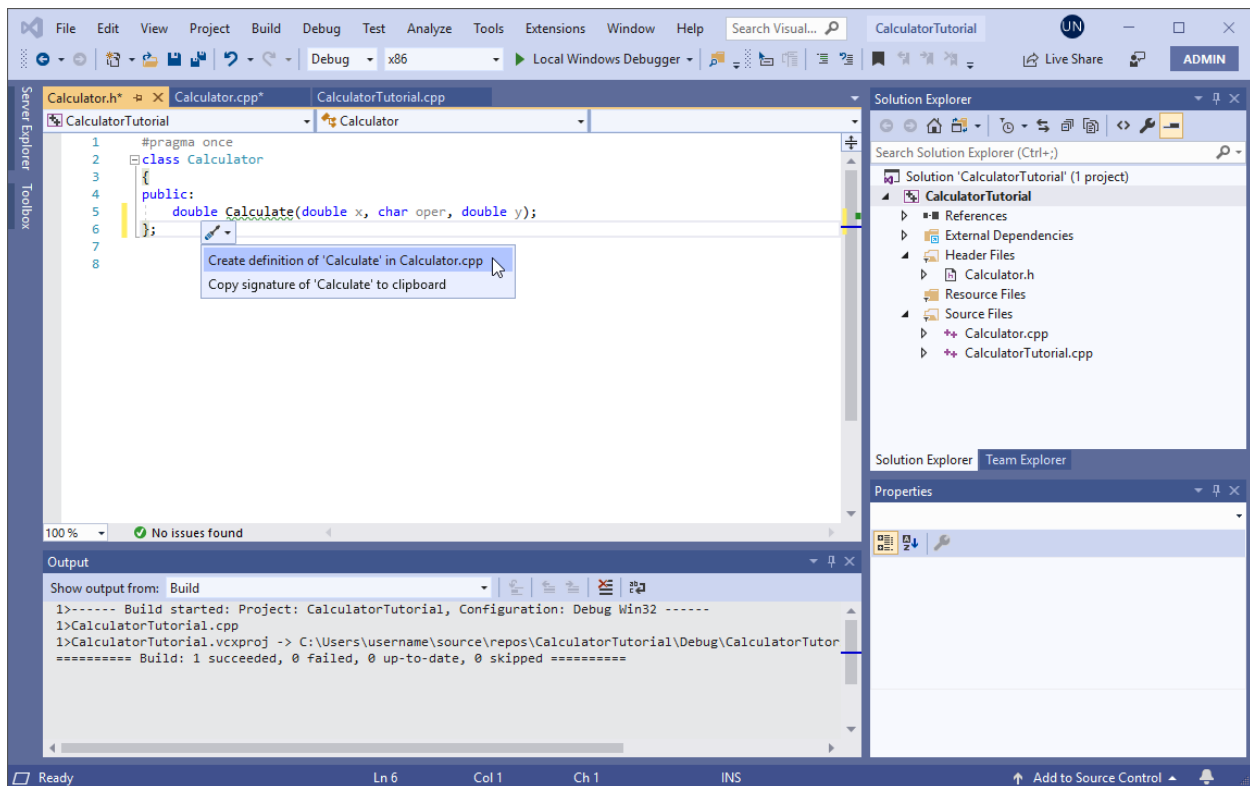 File Edit View Project Build Debug Test Analyze Tools Extensions Window Help Search Visual... CalculatorTutorial UN
Debug x86 Local Windows Debugger Live Share ADMIN
Server Explorer
Toolbox
Calculator.h* Calculator.cpp* CalculatorTutorial.cpp
CalculatorTutorial Calculator
1 #pragma once
2 class Calculator
3 {
4 public:
5 double Calculate(double x, char oper, double y);
6 };
7
8
Create definition of 'Calculate' in Calculator.cpp
Copy signature of 'Calculate' to clipboard
100 % No issues found
Output
Show output from: Build
1>------ Build started: Project: CalculatorTutorial, Configuration: Debug Win32 ------
1>CalculatorTutorial.cpp
1>CalculatorTutorial.vcxproj -> C:\Users\username\source\repos\CalculatorTutorial\Debug\CalculatorTutor
========== Build: 1 succeeded, 0 failed, 0 up-to-date, 0 skipped ==========
Solution Explorer
Search Solution Explorer (Ctrl+;)
Solution 'CalculatorTutorial' (1 project)
CalculatorTutorial
References
External Dependencies
Header Files
Calculator.h
Resource Files
Source Files
Calculator.cpp
CalculatorTutorial.cpp
Solution Explorer Team Explorer
Properties
Ready Ln 6 Col 1 Ch 1 INS Add to Source Control